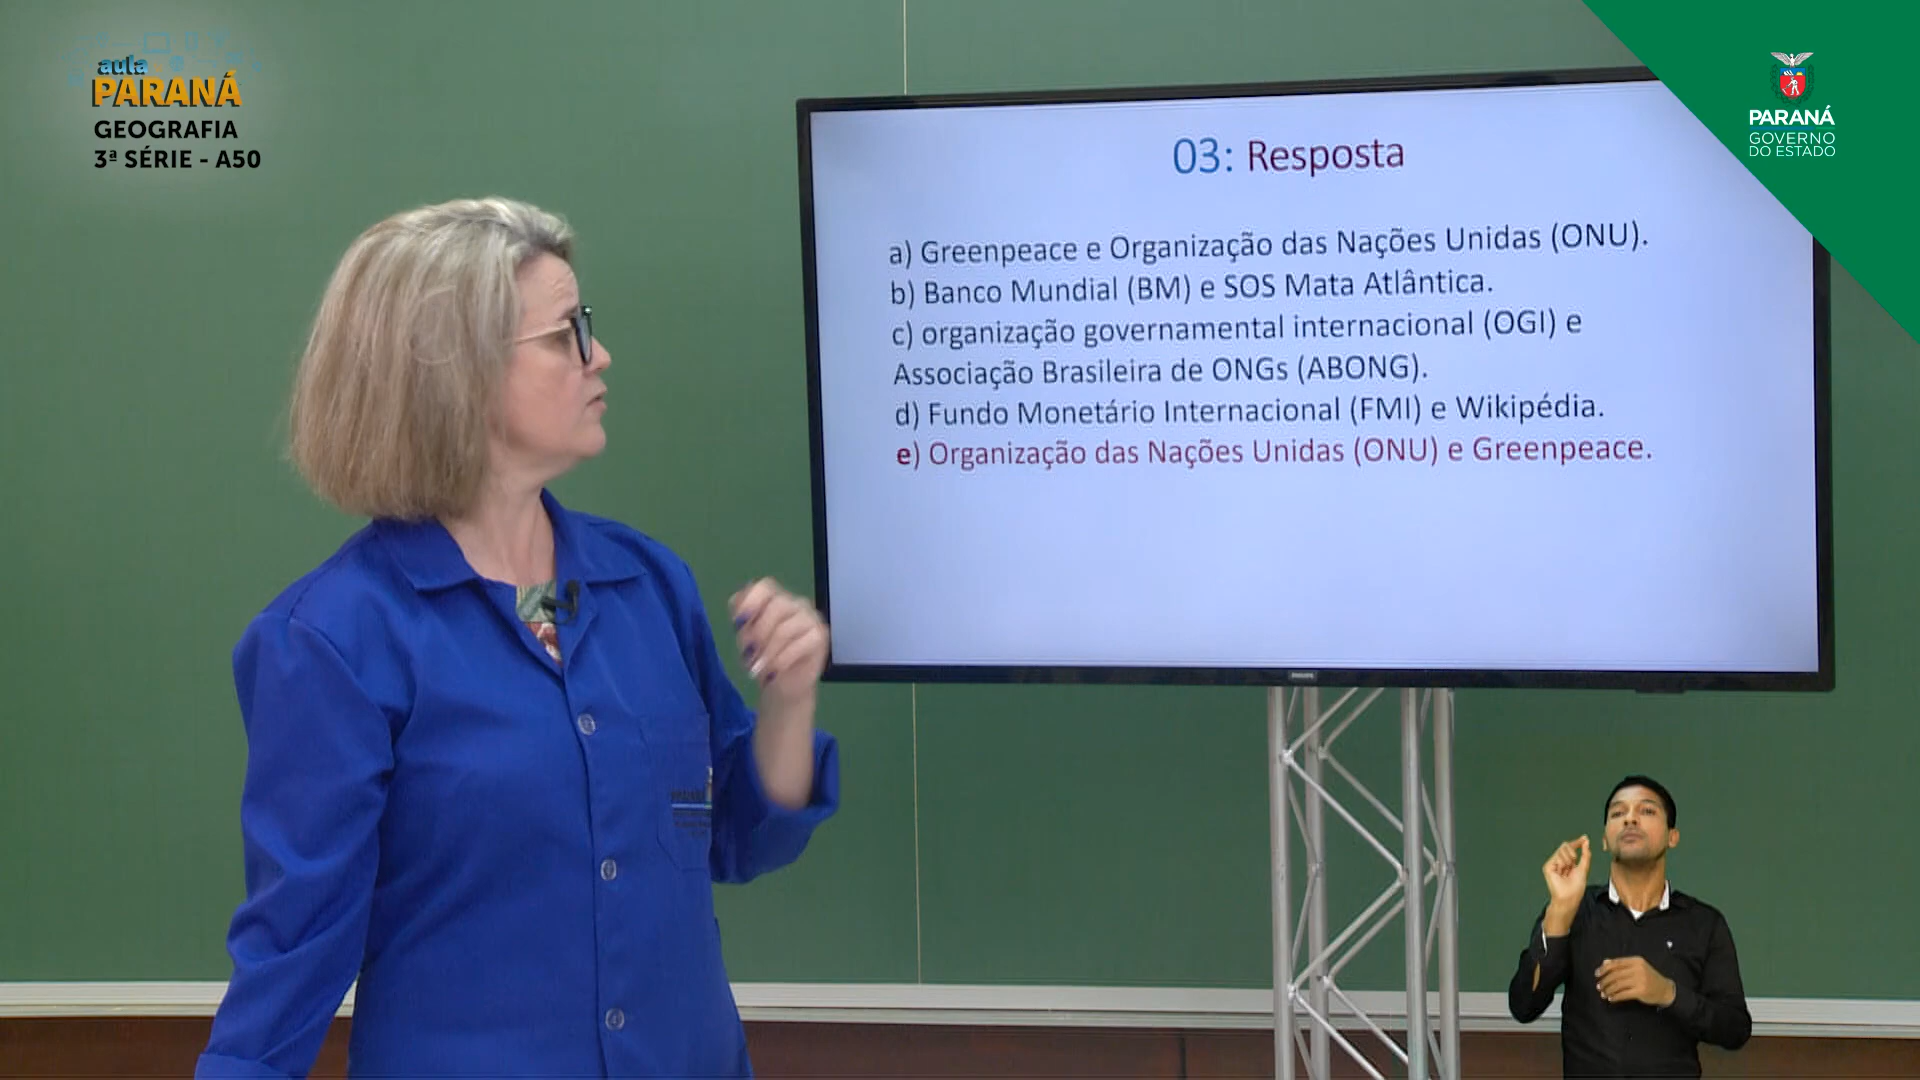 aula
PARANÁ
GEOGRAFIA
3ª SÉRIE - A50
PARANÁ
GOVERNO
DO ESTADO
03: Resposta
a) Greenpeace e Organização das Nações Unidas (ONU).
b) Banco Mundial (BM) e SOS Mata Atlântica.
c) organização governamental internacional (OGI) e
Associação Brasileira de ONGs (ABONG).
d) Fundo Monetário Internacional (FMI) e Wikipédia.
e) Organização das Nações Unidas (ONU) e Greenpeace.
PHILIPS